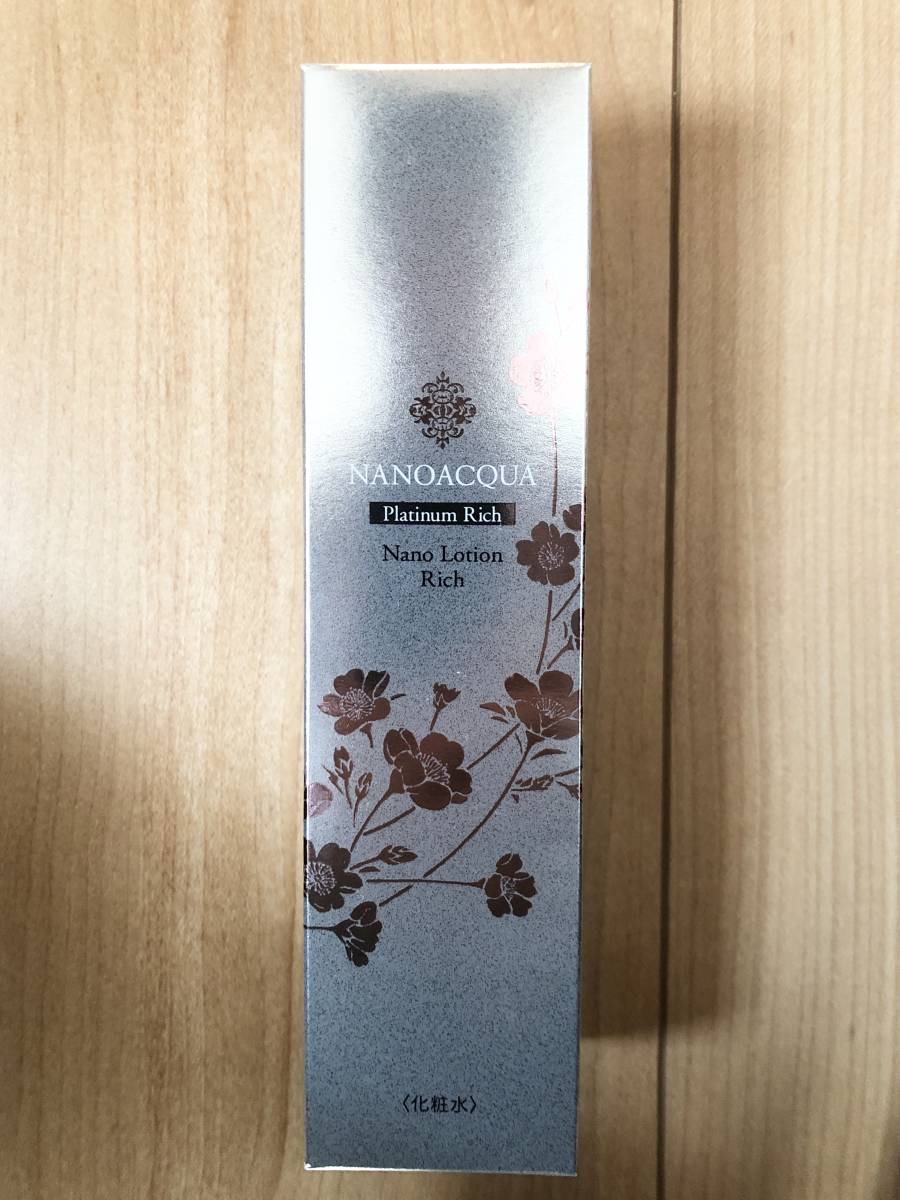 NANOACQUA
Platinum Rich
Nano Lotion
Rich
〈化粧水〉